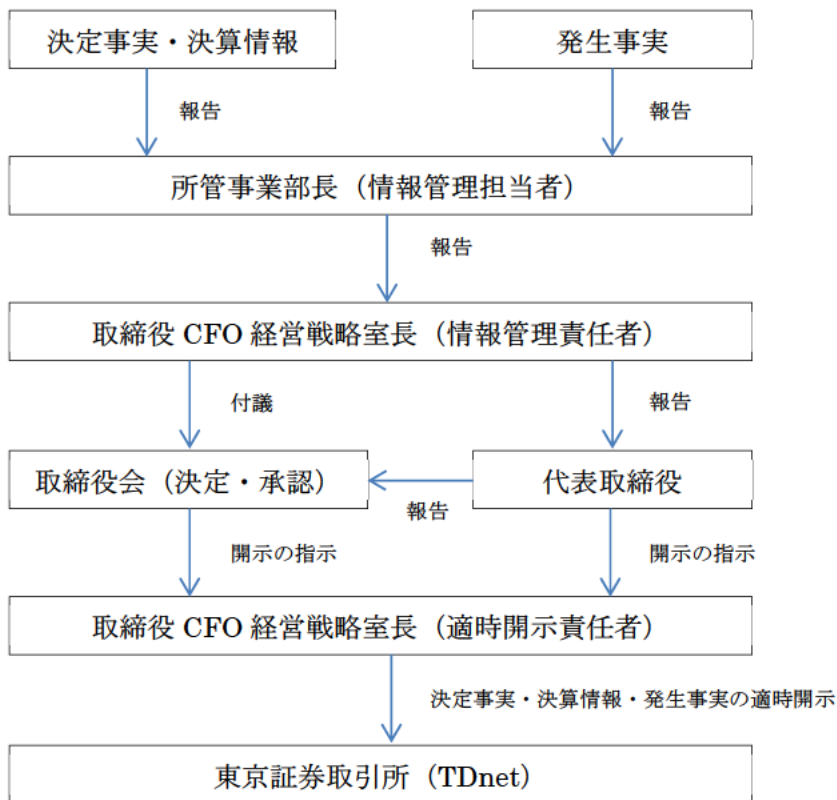 決定事実・決算情報
発生事実
報告
報告
所管事業部長（情報管理担当者）
報告
取締役 CFO 経営戦略室長（情報管理責任者）
付議
報告
取締役会（決定・承認）
代表取締役
報告
開示の指示
開示の指示
取締役 CFO 経営戦略室長（適時開示責任者）
決定事実・決算情報・発生事実の適時開示
東京証券取引所（TDnet）